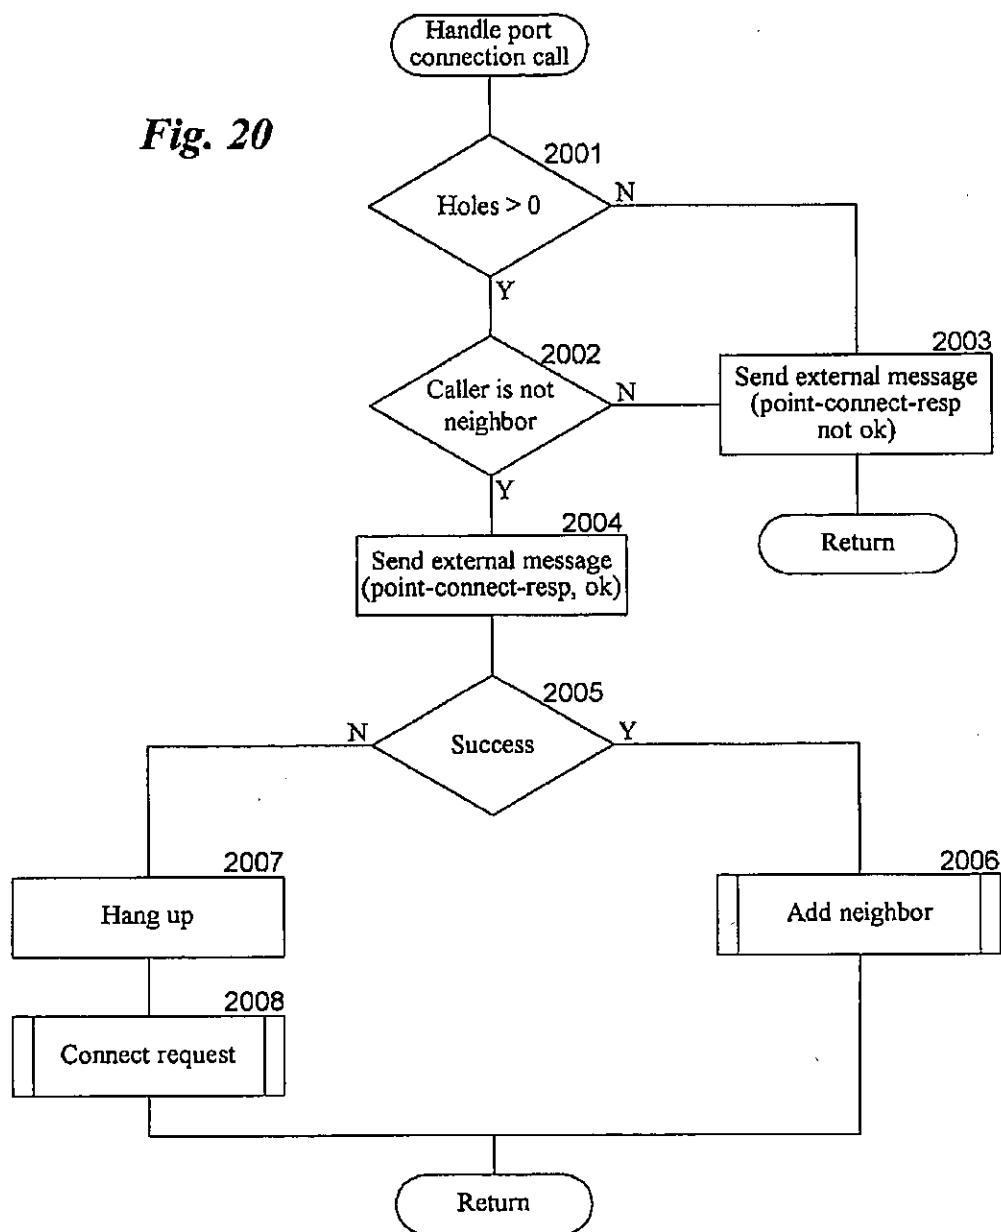 Handle port
connection call
Fig. 20
2001
Holes > 0
N
Y
2002
Caller is not
neighbor
N
Y
2003
Send external message
(point-connect-resp
not ok)
Return
2004
Send external message
(point-connect-resp, ok)
2005
Success
N
Y
2007
Hang up
2006
Add neighbor
2008
Connect request
Return